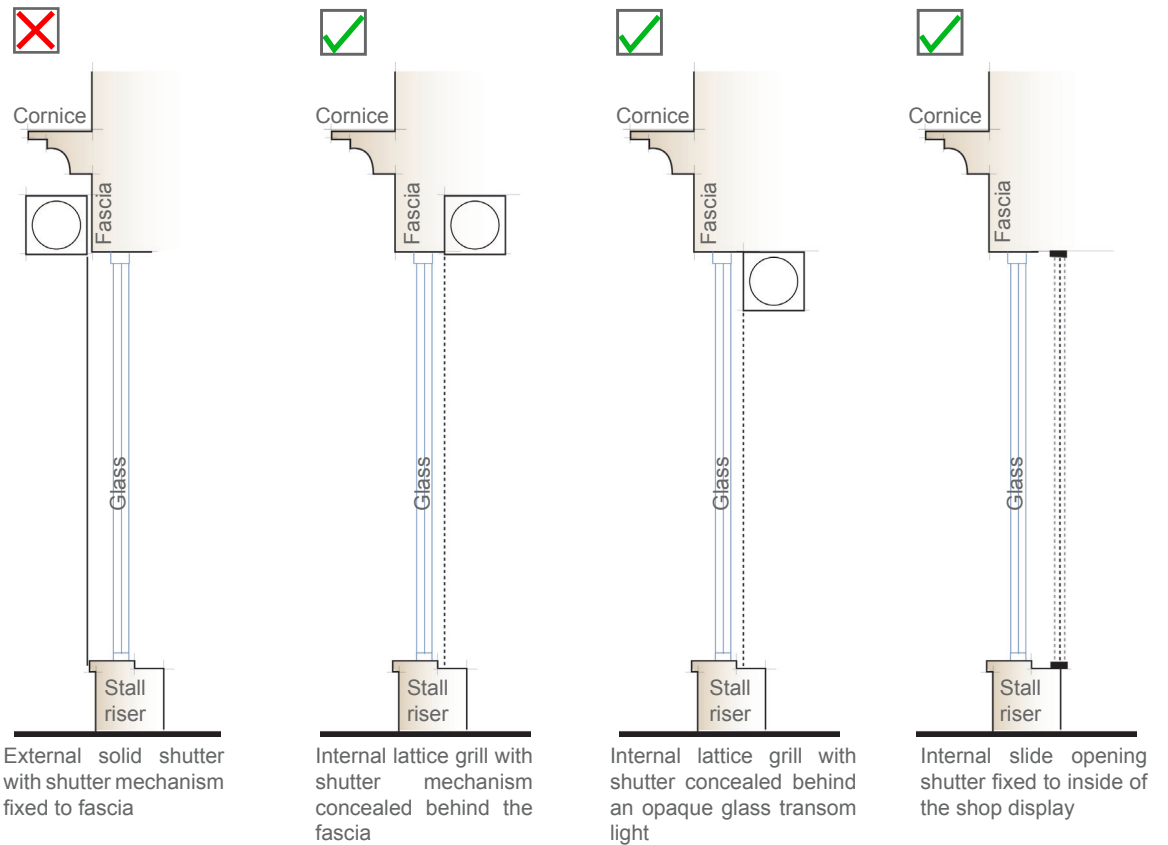 Cornice
Fascia
Glass
Stall
riser
External solid shutter
with shutter mechanism
fixed to fascia
Cornice
Fascia
Glass
Stall
riser
Internal lattice grill with
shutter mechanism
concealed behind the
fascia
Cornice
Fascia
Glass
Stall
riser
Internal lattice grill with
shutter concealed behind
an opaque glass transom
light
Cornice
Fascia
Glass
Stall
riser
Internal slide opening
shutter fixed to inside of
the shop display